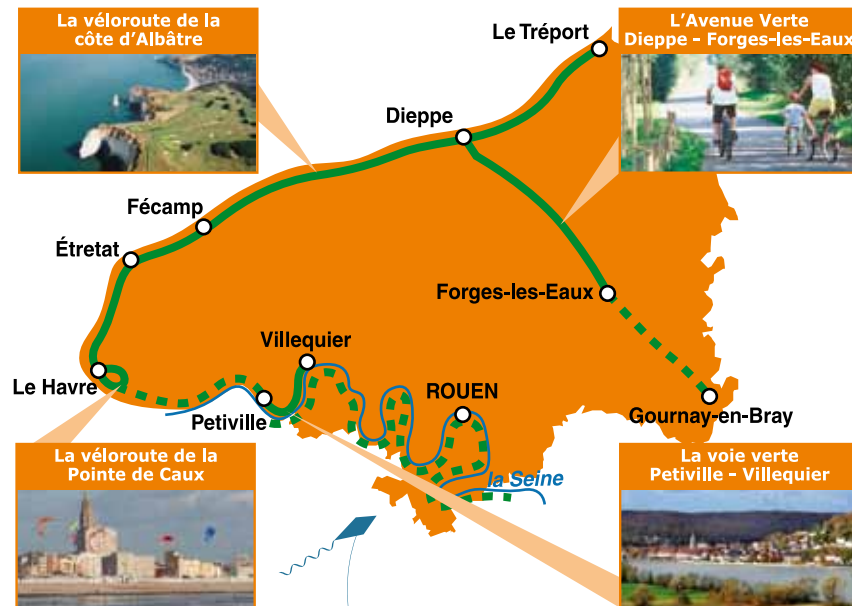 La véloroute de la
côte d'Albâtre
L'Avenue Verte
Dieppe - Forges-les-Eaux
Le Tréport
Dieppe
Fécamp
Étretat
Forges-les-Eaux
Villequier
Le Havre
ROUEN
Petiville
Gournay-en-Bray
la Seine
La véloroute de la
Pointe de Caux
La voie verte
Petiville - Villequier